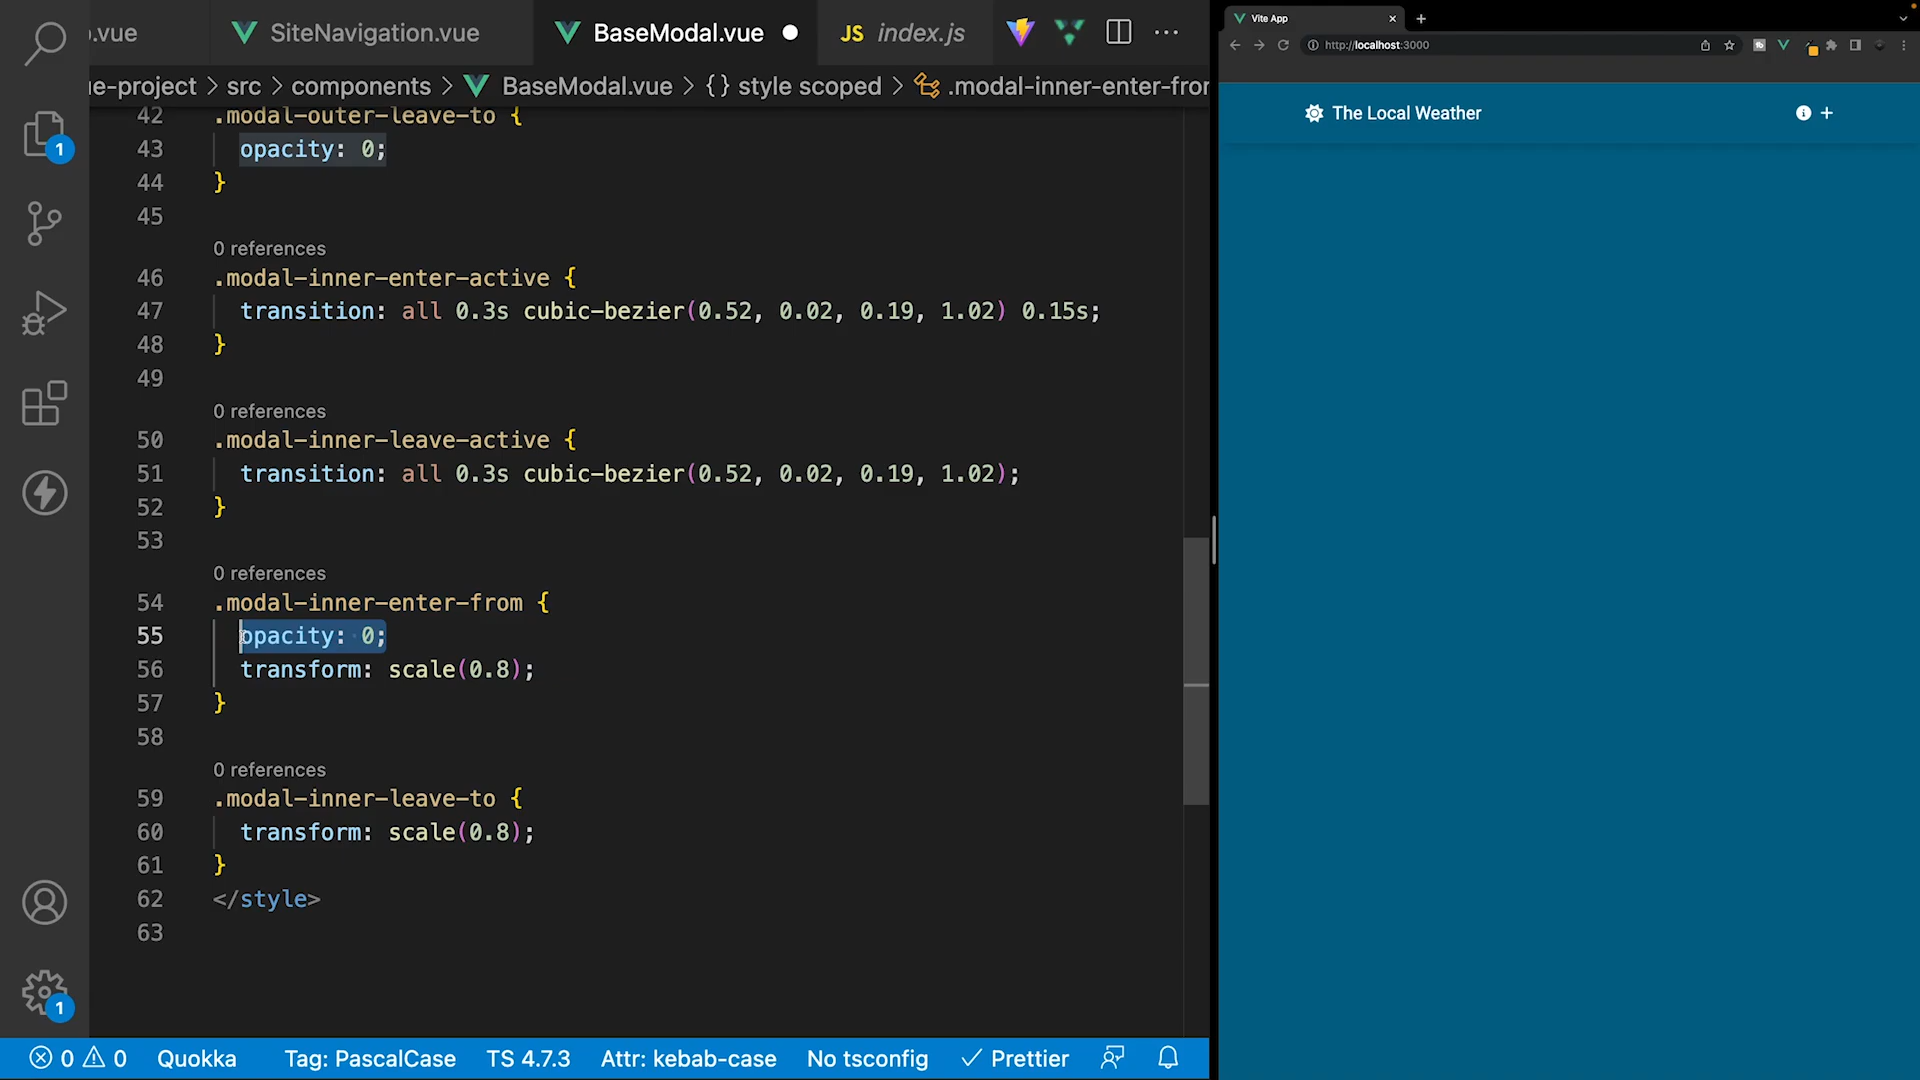 .vue
SiteNavigation.vue
BaseModal.vue
JS index.js
ue-project > src > components > BaseModal.vue > {} style scoped > .modal-inner-enter-fror
42 .modal-outer-leave-to {
43 opacity: 0;
44 }
45
0 references
46 .modal-inner-enter-active {
47 transition: all 0.3s cubic-bezier(0.52, 0.02, 0.19, 1.02) 0.15s;
48 }
49
0 references
50 .modal-inner-leave-active {
51 transition: all 0.3s cubic-bezier(0.52, 0.02, 0.19, 1.02);
52 }
53
0 references
54 .modal-inner-enter-from {
55 opacity: 0;
56 transform: scale(0.8);
57 }
58
0 references
59 .modal-inner-leave-to {
60 transform: scale(0.8);
61 }
62 </style>
63
1
1
0 0 Quokka Tag: PascalCase TS 4.7.3 Attr: kebab-case No tsconfig Prettier
Vite App
http://localhost:3000
The Local Weather